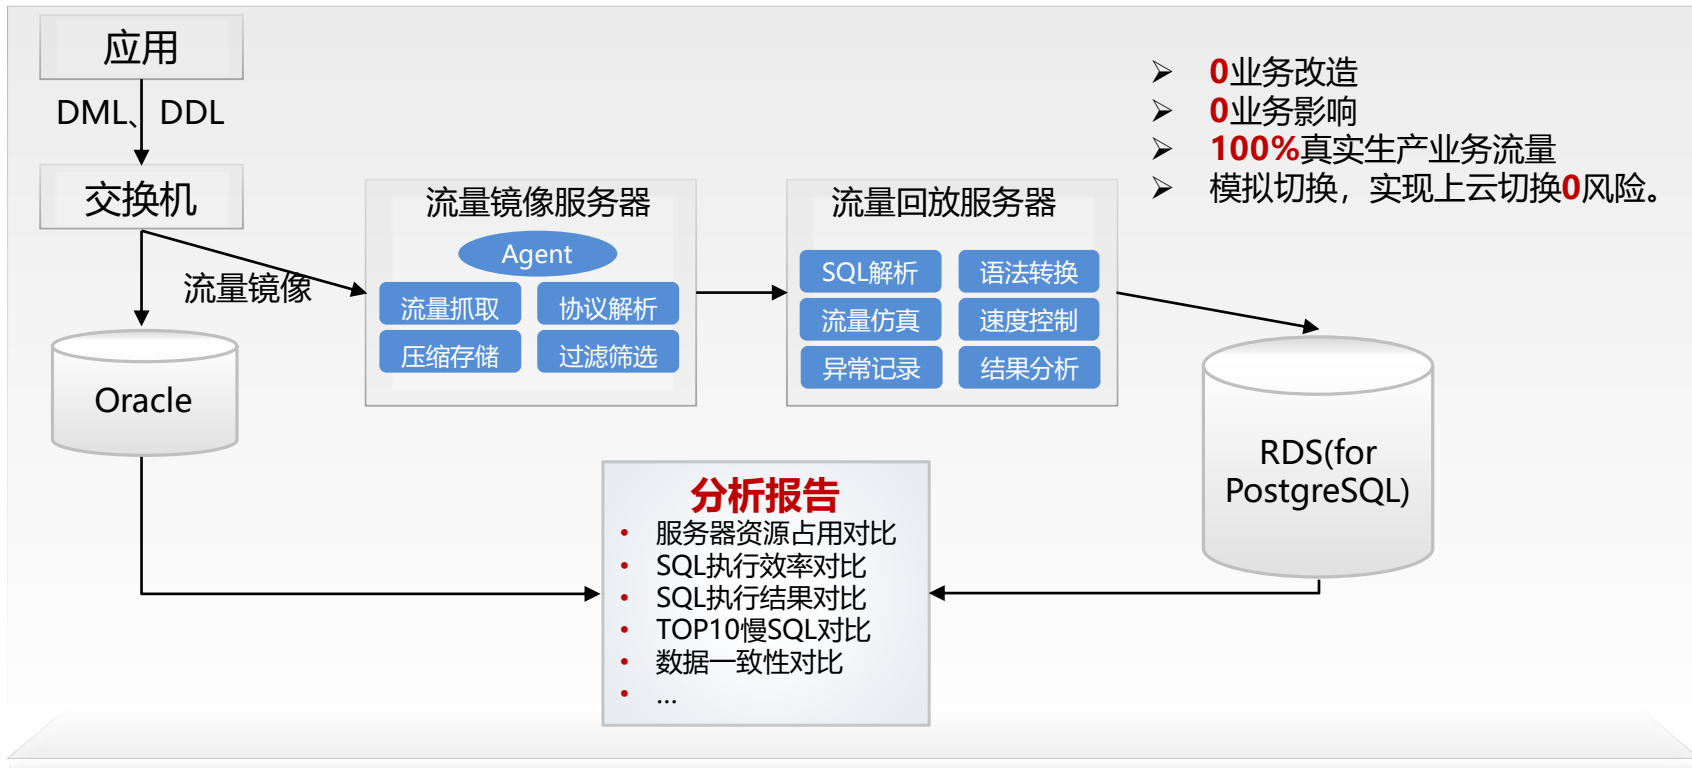 应用
DML、DDL
交换机
流量镜像
Oracle
流量镜像服务器
Agent
流量抓取 协议解析
压缩存储 过滤筛选
流量回放服务器
SQL解析 语法转换
流量仿真 速度控制
异常记录 结果分析
➢ 0业务改造
➢ 0业务影响
➢ 100%真实生产业务流量
➢ 模拟切换，实现上云切换0风险。
RDS(for
PostgreSQL)
分析报告
• 服务器资源占用对比
• SQL执行效率对比
• SQL执行结果对比
• TOP10慢SQL对比
• 数据一致性对比
• ...